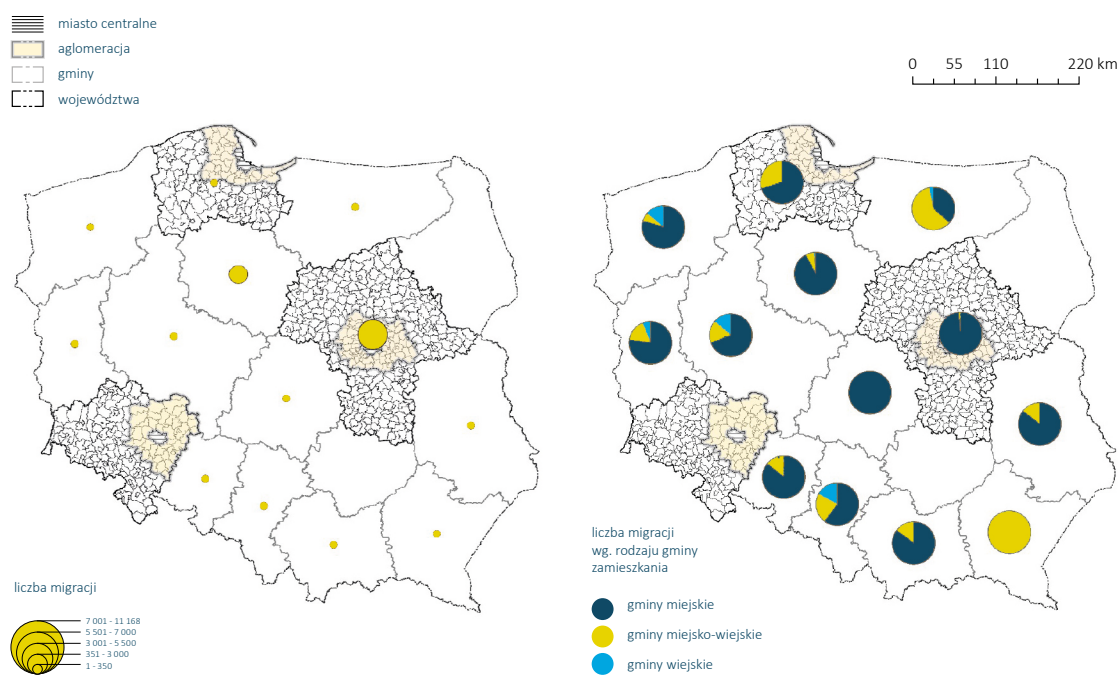 miasto centralne
aglomeracja
gminy
województwa
0 55 110 220 km
liczba migracji
7 001 - 11 168
5 501 - 7 000
3 001 - 5 500
351 - 3 000
1 - 350
liczba migracji
wg. rodzaju gminy
zamieszkania
gminy miejskie
gminy miejsko-wiejskie
gminy wiejskie